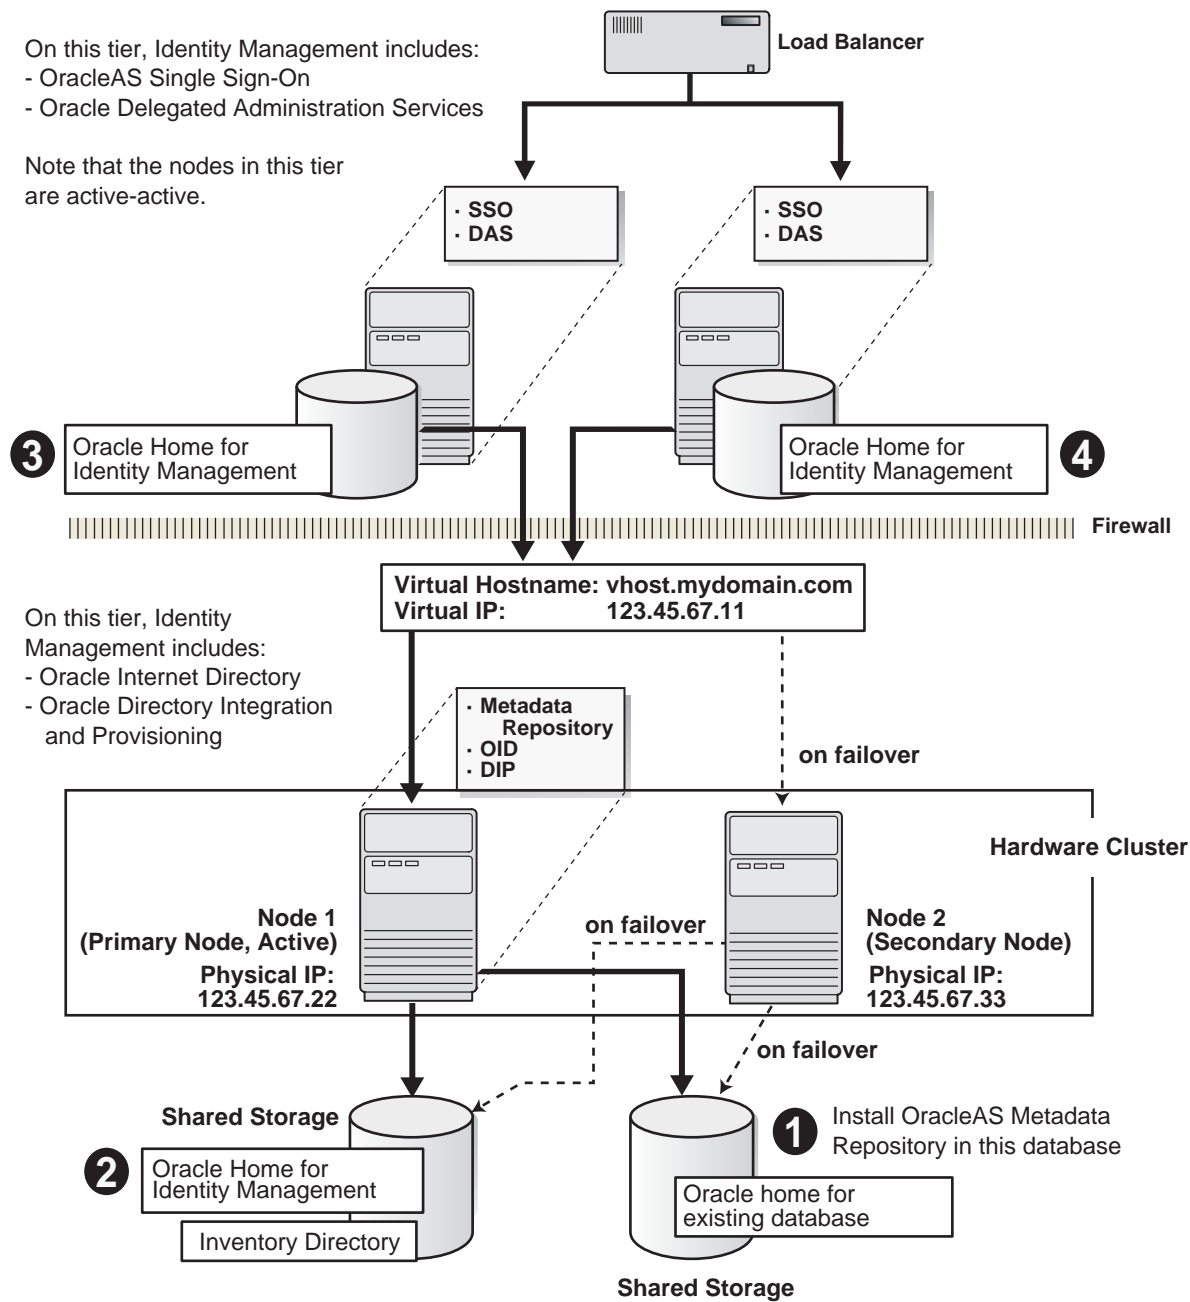 On this tier, Identity Management includes:
- OracleAS Single Sign-On
- Oracle Delegated Administration Services
Note that the nodes in this tier
are active-active.
Load Balancer
· SSO
· DAS
· SSO
· DAS
3
Oracle Home for
Identity Management
Oracle Home for
Identity Management
4
Firewall
Virtual Hostname: vhost.mydomain.com
Virtual IP: 123.45.67.11
On this tier, Identity
Management includes:
- Oracle Internet Directory
- Oracle Directory Integration
and Provisioning
· Metadata
Repository
· OID
· DIP
on failover
Hardware Cluster
Node 1
(Primary Node, Active)
Physical IP:
123.45.67.22
on failover
Node 2
(Secondary Node)
Physical IP:
123.45.67.33
on failover
Shared Storage
2
Oracle Home for
Identity Management
Inventory Directory
1
Install OracleAS Metadata
Repository in this database
Oracle home for
existing database
Shared Storage